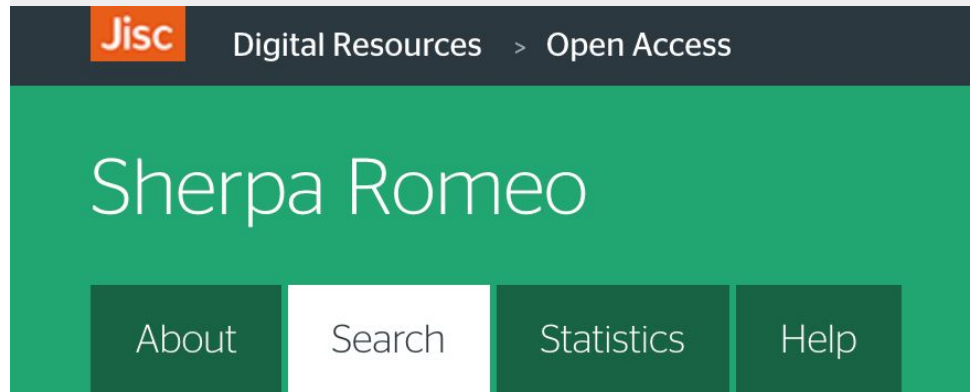 Jisc Digital Resources > Open Access
Sherpa Romeo
About Search Statistics Help